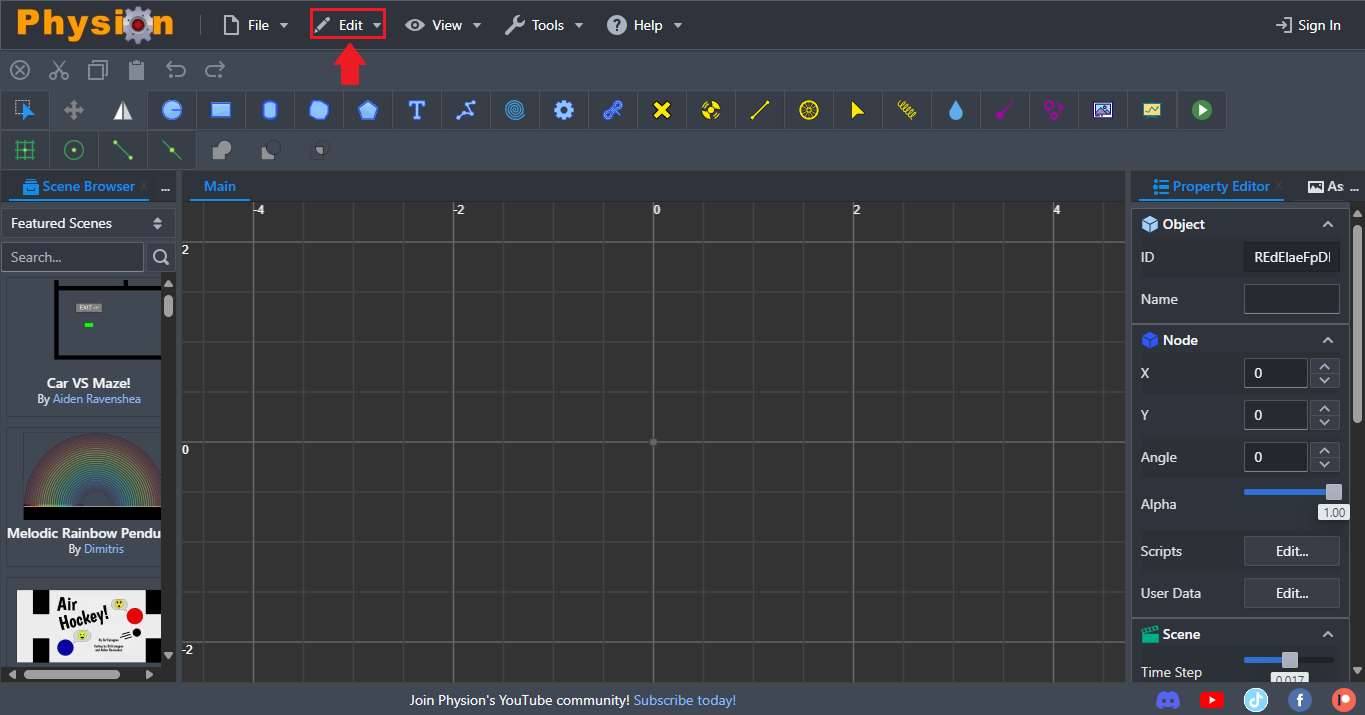 Physion File Edit View Tools Help Sign In
Scene Browser ... Main Property Editor As ...
Featured Scenes
Search...
-4 -2 0 2 4
2
0
-2
EXIT ->
Car VS Maze!
By Aiden Ravenshea
Melodic Rainbow Pendu
By Dimitris
Air
Hockey!
Object
ID REdElaeFpDI
Name
Node
X 0
Y 0
Angle 0
Alpha
1.00
Scripts Edit...
User Data Edit...
Scene
Time Step
0.017
Join Physion's YouTube community! Subscribe today!